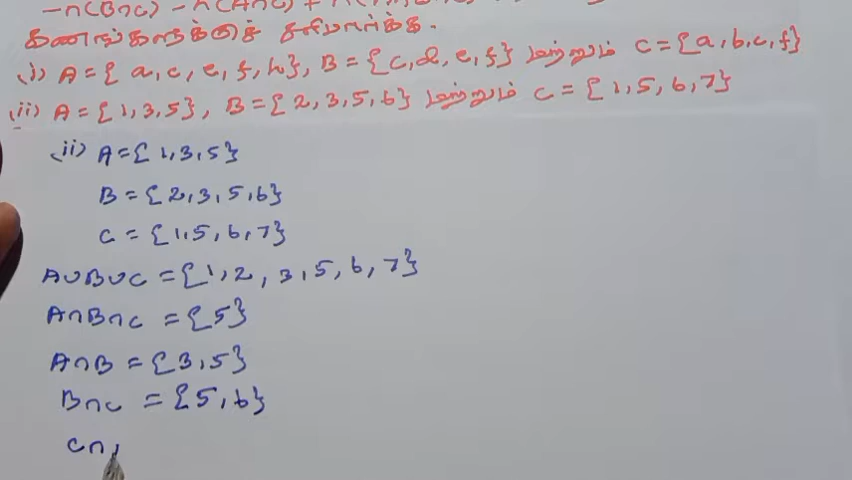 -n(B∩C) - n(A∩C) +
கணங்களுக்குச் சரிபார்க்க.
(i) A = { a, c, e, f, h}, B = {c, d, e, f} மற்றும் C = {a, b, c, f}
(ii) A = {1, 3, 5}, B = {2, 3, 5, 6} மற்றும் C = {1, 5, 6, 7}
(ii) A = {1, 3, 5}
B = {2, 3, 5, 6}
C = {1, 5, 6, 7}
A∪B∪C = {1, 2, 3, 5, 6, 7}
A∩B∩C = {5}
A∩B = {3, 5}
B∩C = {5, 6}
C∩